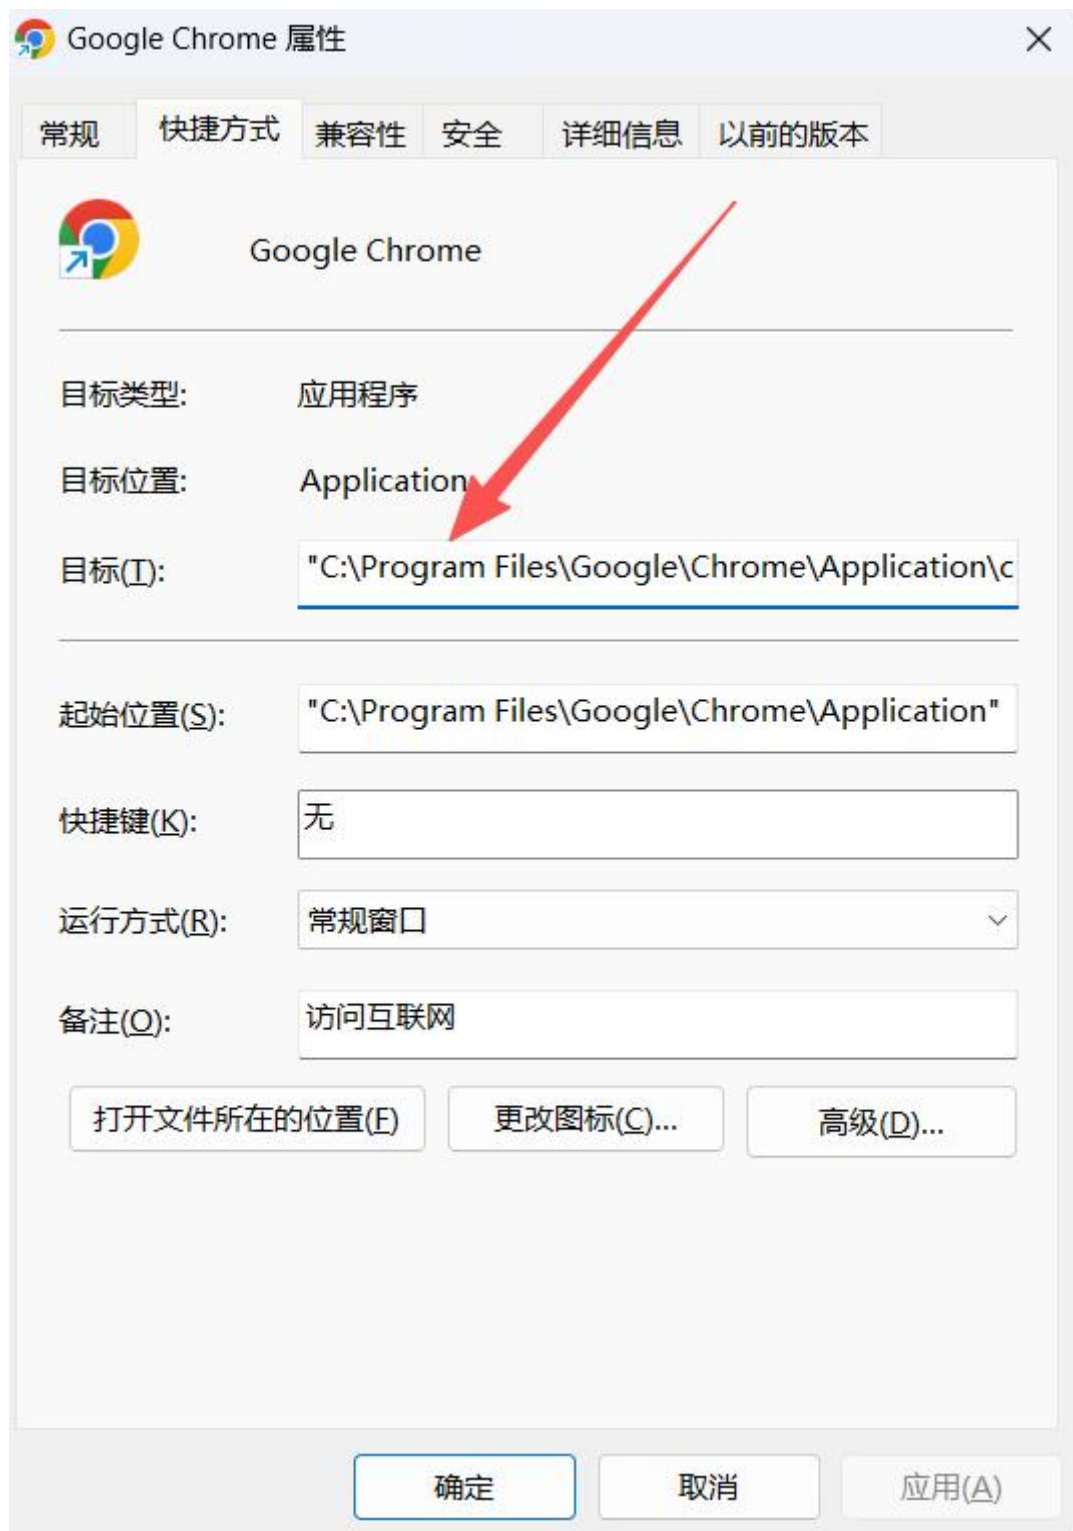 Google Chrome 属性
常规 快捷方式 兼容性 安全 详细信息 以前的版本
Google Chrome
目标类型: 应用程序
目标位置: Application
目标(T): "C:\Program Files\Google\Chrome\Application\c
起始位置(S): "C:\Program Files\Google\Chrome\Application"
快捷键(K): 无
运行方式(R): 常规窗口
备注(O): 访问互联网
打开文件所在的位置(F) 更改图标(C)... 高级(D)...
确定 取消 应用(A)